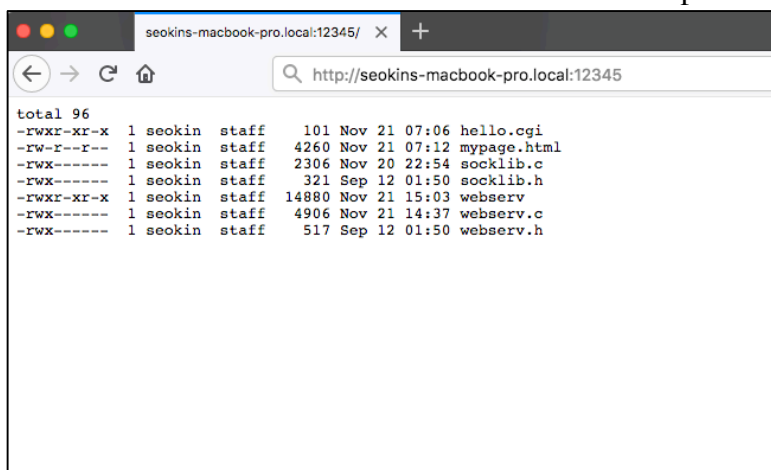 seokins-macbook-pro.local:12345/
http://seokins-macbook-pro.local:12345
total 96
-rwxr-xr-x  1 seokin  staff    101 Nov 21 07:06 hello.cgi
-rw-r--r--  1 seokin  staff   4260 Nov 21 07:12 mypage.html
-rwx------  1 seokin  staff   2306 Nov 20 22:54 socklib.c
-rwx------  1 seokin  staff    321 Sep 12 01:50 socklib.h
-rwxr-xr-x  1 seokin  staff  14880 Nov 21 15:03 webserv
-rwx------  1 seokin  staff   4906 Nov 21 14:37 webserv.c
-rwx------  1 seokin  staff    517 Sep 12 01:50 webserv.h